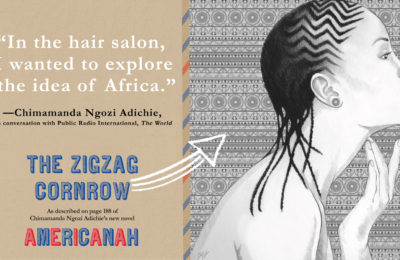 “In the hair salon,
I wanted to explore
the idea of Africa.”
—Chimamanda Ngozi Adichie,
conversation with Public Radio International, The World
THE ZIGZAG
CORNROW
As described on page 188 of
Chimamanda Ngozi Adichie's new novel
AMERICANAH